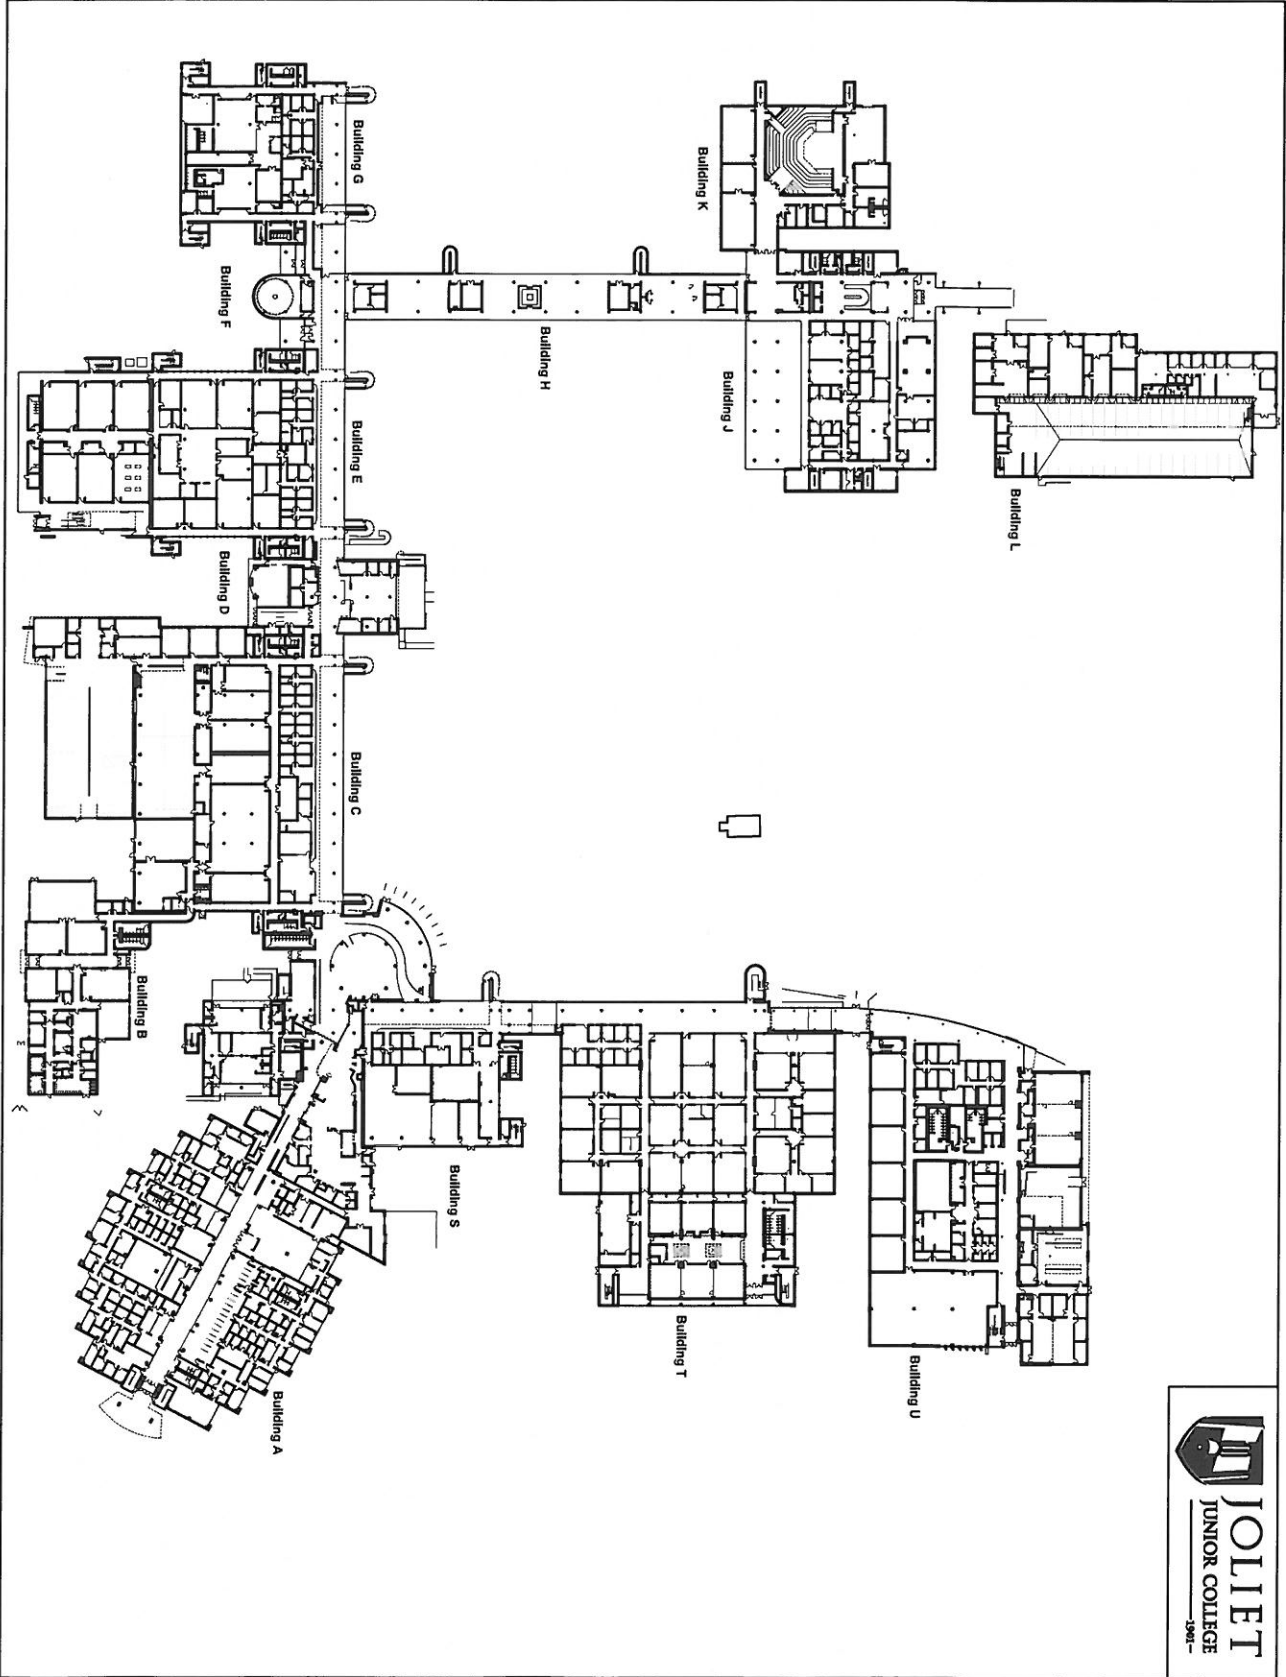 Building G
Building K
Building F
Building H
Building J
Building E
Building L
Building D
Building C
Building B
Building S
Building T
Building U
Building A
JOLIET
JUNIOR COLLEGE
1901